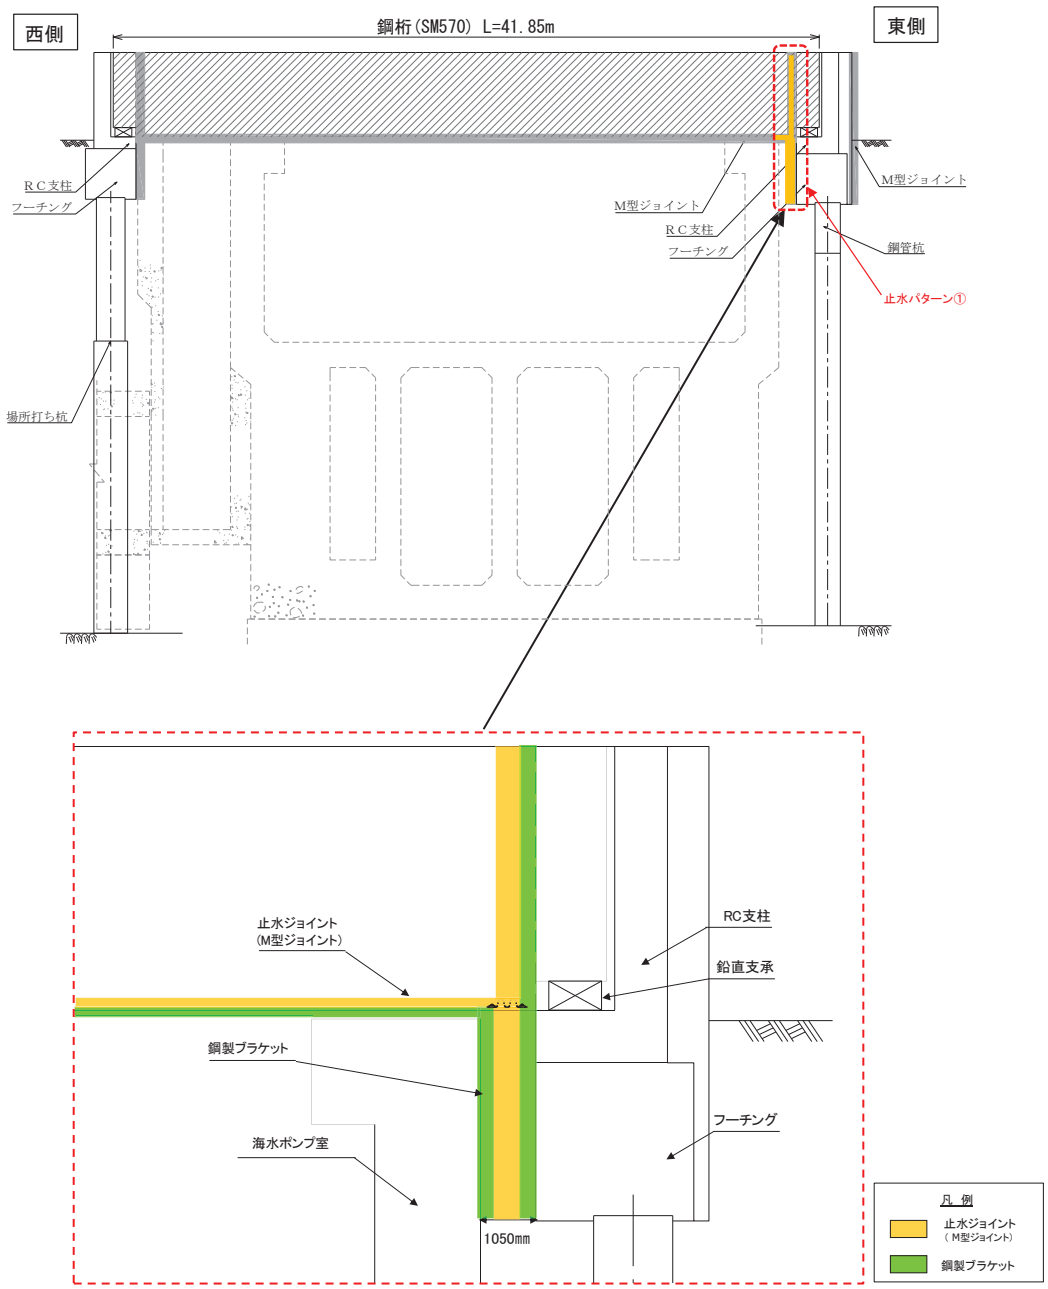 西側
鋼桁(SM570) L=41.85m
東側
RC支柱
フーチング
M型ジョイント
RC支柱
フーチング
M型ジョイント
鋼管杭
止水パターン①
場所打ち杭
止水ジョイント
(M型ジョイント)
RC支柱
鉛直支承
鋼製ブラケット
フーチング
海水ポンプ室
1050mm
凡 例
止水ジョイント
( M型ジョイント)
鋼製ブラケット